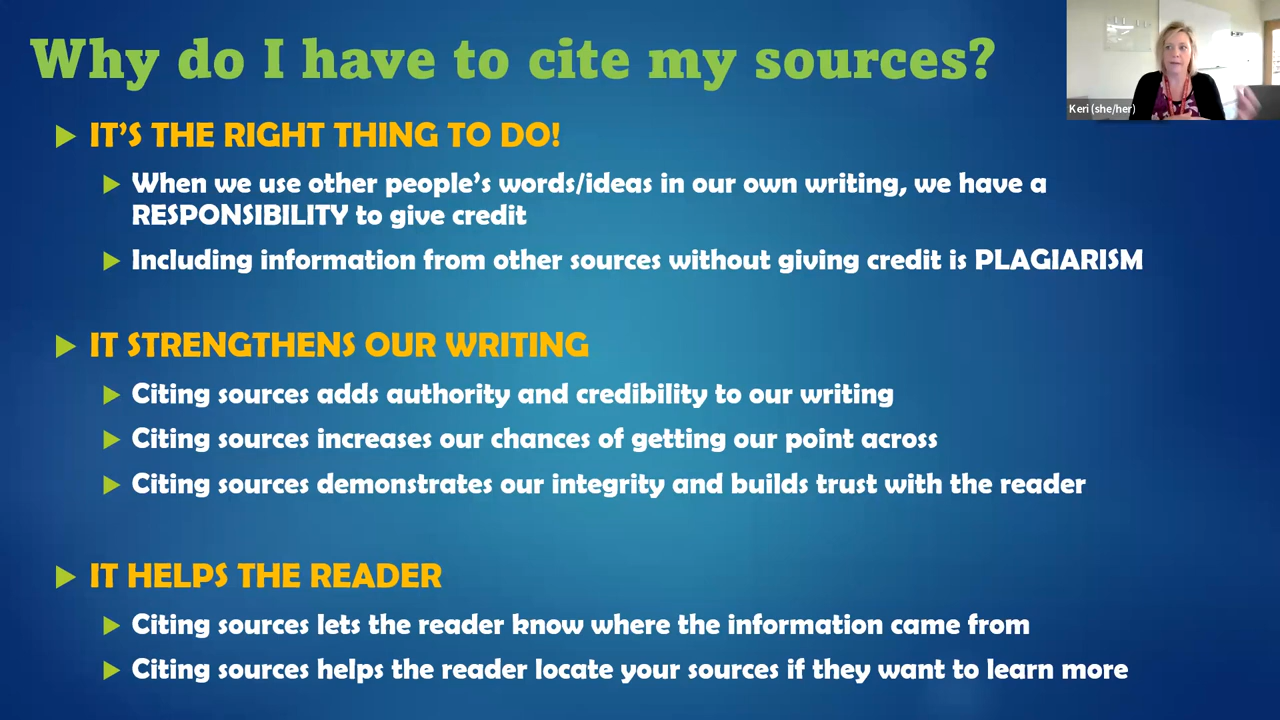 Why do I have to cite my sources?
Keri (she/her)
IT'S THE RIGHT THING TO DO!
When we use other people's words/ideas in our own writing, we have a
RESPONSIBILITY to give credit
Including information from other sources without giving credit is PLAGIARISM
IT STRENGTHENS OUR WRITING
Citing sources adds authority and credibility to our writing
Citing sources increases our chances of getting our point across
Citing sources demonstrates our integrity and builds trust with the reader
IT HELPS THE READER
Citing sources lets the reader know where the information came from
Citing sources helps the reader locate your sources if they want to learn more